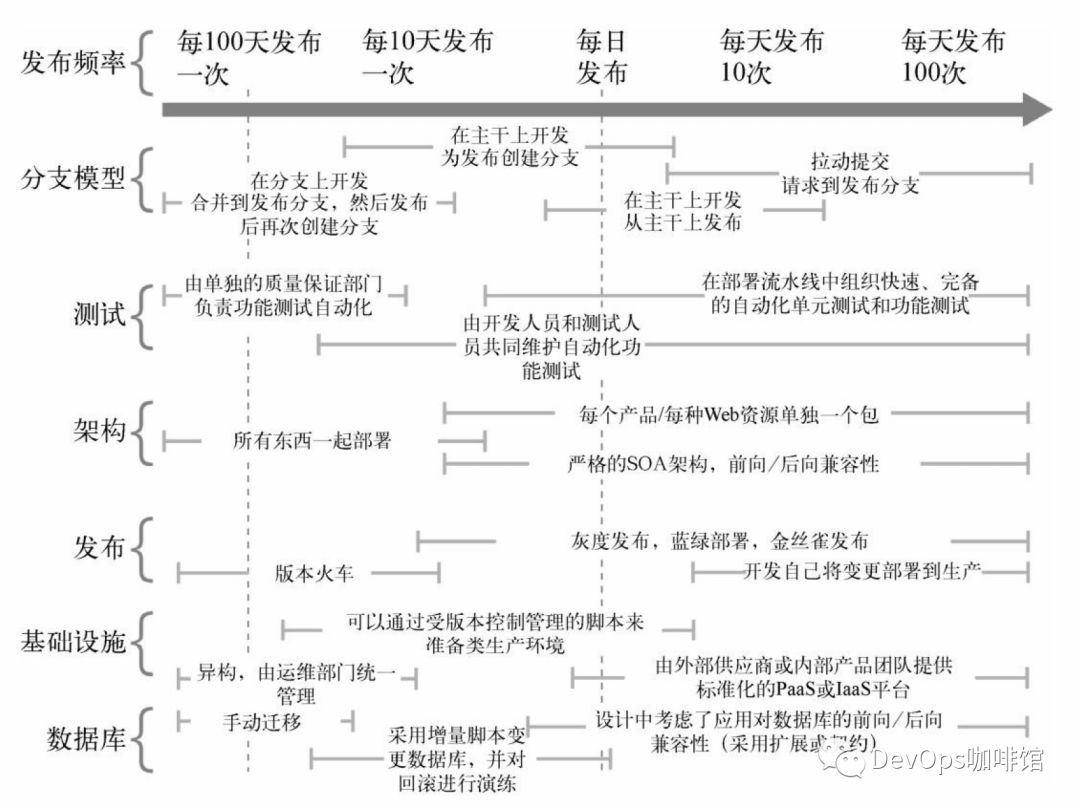 发布频率
每100天发布
一次
每10天发布
一次
每日
发布
每天发布
10次
每天发布
100次
分支模型
在主干上开发
为发布创建分支
在分支上开发
合并到发布分支，然后发布
后再次创建分支
拉动提交
请求到发布分支
在主干上开发
从主干上发布
测试
由单独的质量保证部门
负责功能测试自动化
在部署流水线中组织快速、完备
的自动化单元测试和功能测试
由开发人员和测试人
员共同维护自动化功
能测试
架构
每个产品/每种Web资源单独一个包
所有东西一起部署
严格的SOA架构，前向/后向兼容性
发布
灰度发布，蓝绿部署，金丝雀发布
版本火车
开发自己将变更部署到生产
基础设施
可以通过受版本控制管理的脚本来
准备类生产环境
异构，由运维部门统一
管理
由外部供应商或内部产品团队提供
标准化的PaaS或IaaS平台
数据库
手动迁移
采用增量脚本变
更数据库，并对
回滚进行演练
设计中考虑了应用对数据库的前向/后向
兼容性（采用扩展或契约）
DevOps咖啡馆